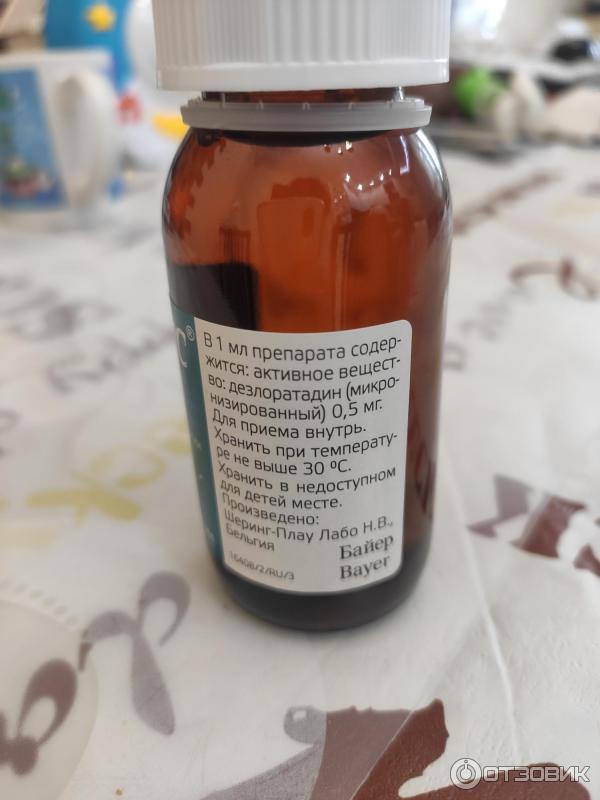 С®
В 1 мл препарата содер-
жится: активное вещест-
во: дезлоратадин (микро-
низированный) 0,5 мг.
Для приема внутрь.
Хранить при температу-
ре не выше 30 ºС.
Хранить в недоступном
для детей месте.
Произведено:
Шеринг-Плау Лабо Н.В.,
Бельгия
Байер
Bayer
16408/2/RU/3
ОТЗОВИК